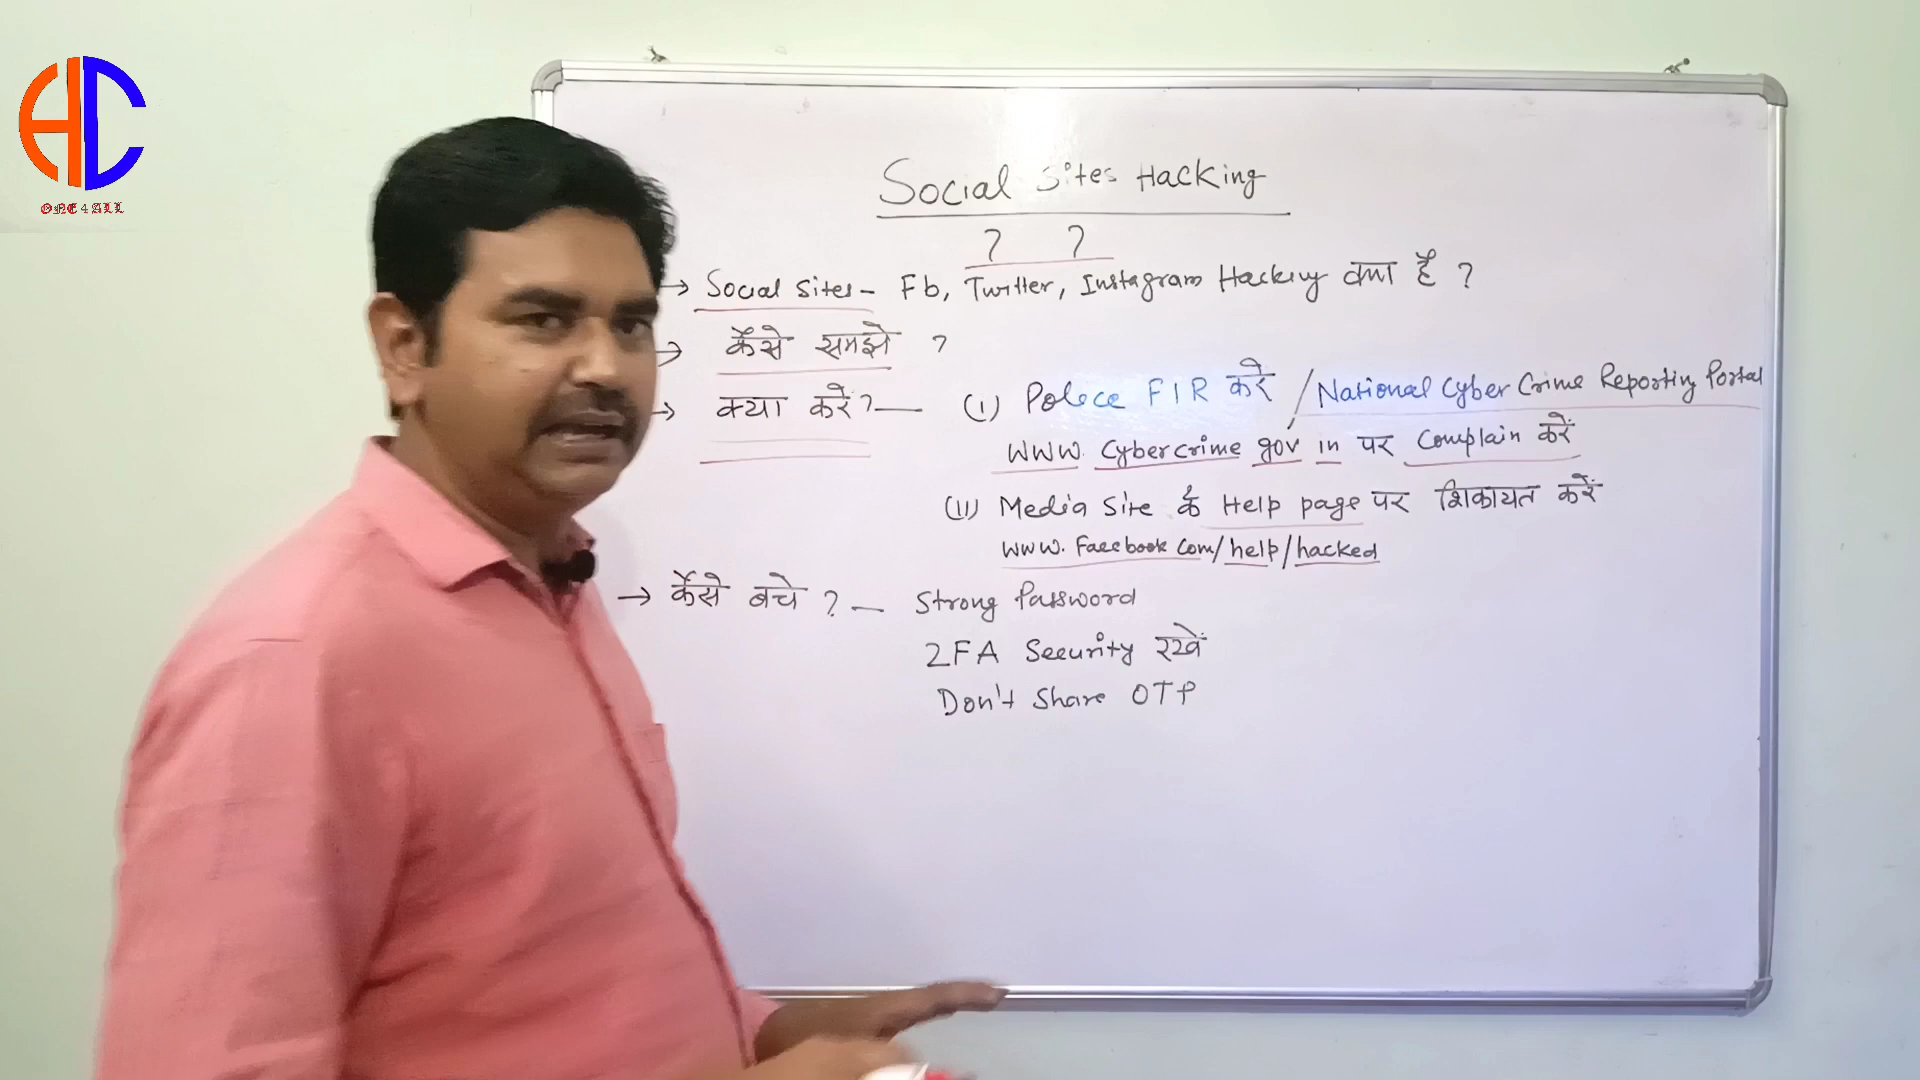 HC
ONE4ALL
Social Sites Hacking
? ?
→ Social Sites - Fb, Twitter, Instagram Hacking क्या है ?
→ कैसे समझे ?
→ क्या करें ? — (I) Police FIR करें / National Cyber Crime Reporting Portal
WWW. Cybercrime gov in पर Complain करें
(II) Media Site के Help page पर शिकायत करें
WWW. Facebook Com/help/hacked
→ कैसे बचे ? — Strong Password
2FA Security रखें
Don't Share OTP